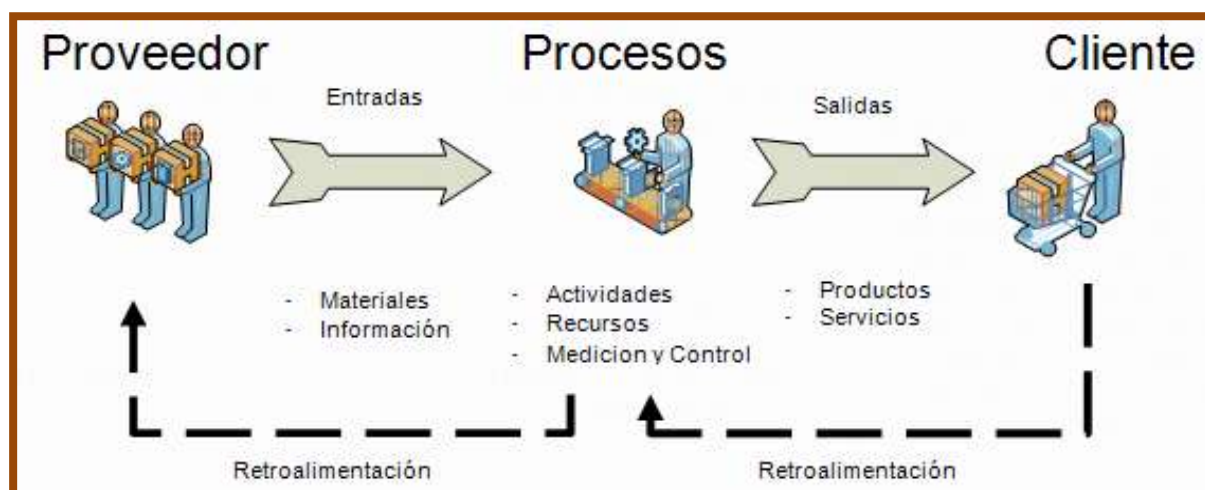 Proveedor
Procesos
Cliente
Entradas
Salidas
- Materiales
- Información
- Actividades
- Recursos
- Medicion y Control
- Productos
- Servicios
Retroalimentación
Retroalimentación